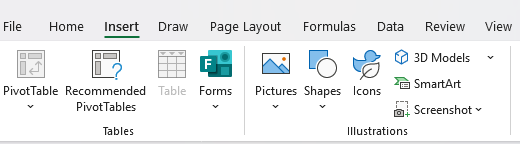 File Home Insert Draw Page Layout Formulas Data Review View
PivotTable Recommended PivotTables Table Forms Pictures Shapes Icons 3D Models
SmartArt
Screenshot
Tables Illustrations